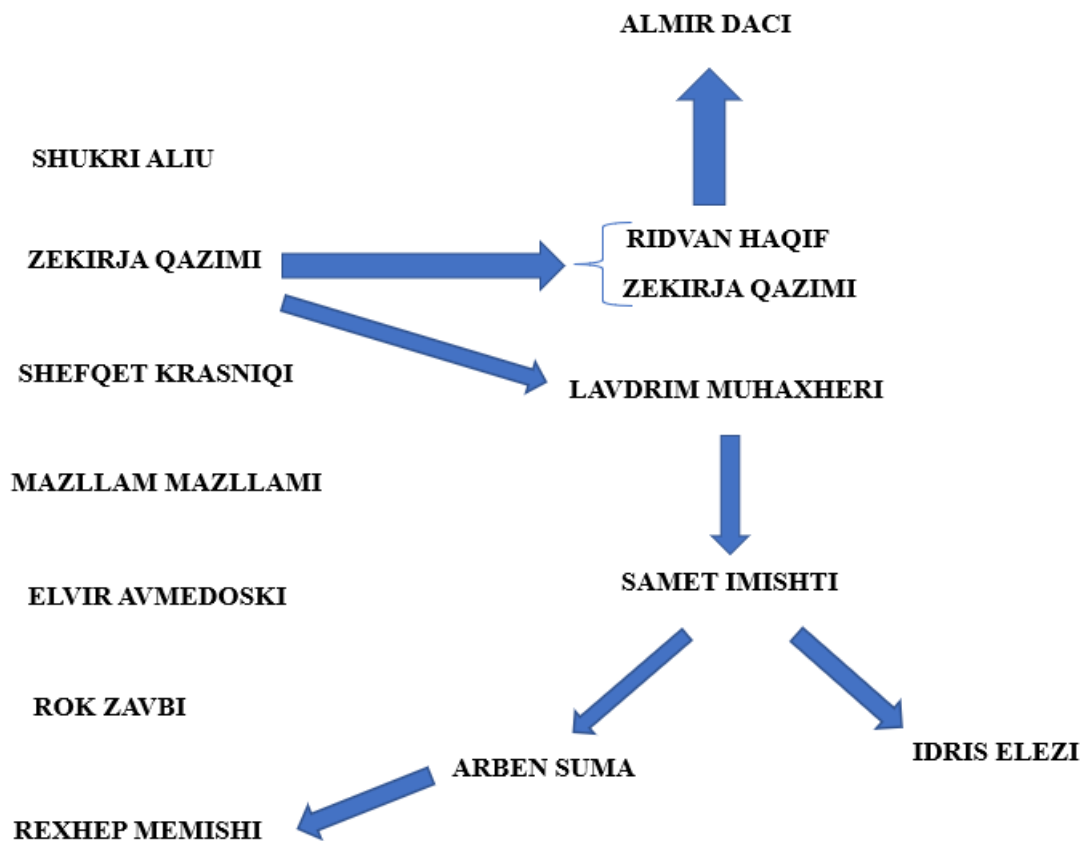 ALMIR DACI
SHUKRI ALIU
RIDVAN HAQIF
ZEKIRJA QAZIMI
ZEKIRJA QAZIMI
SHEFQET KRASNIQI
LAVDRIM MUHAXHERI
MAZLLAM MAZLLAMI
SAMET IMISHTI
ELVIR AVMEDOSKI
ROK ZAVBI
IDRIS ELEZI
ARBEN SUMA
REXHEP MEMISHI